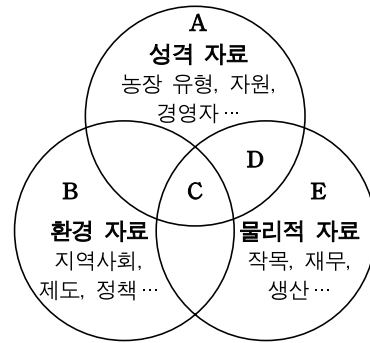 A
성격 자료
농장 유형, 자원,
경영자…
D
B
C
E
환경 자료
지역사회,
제도, 정책…
물리적 자료
작목, 재무,
생산…